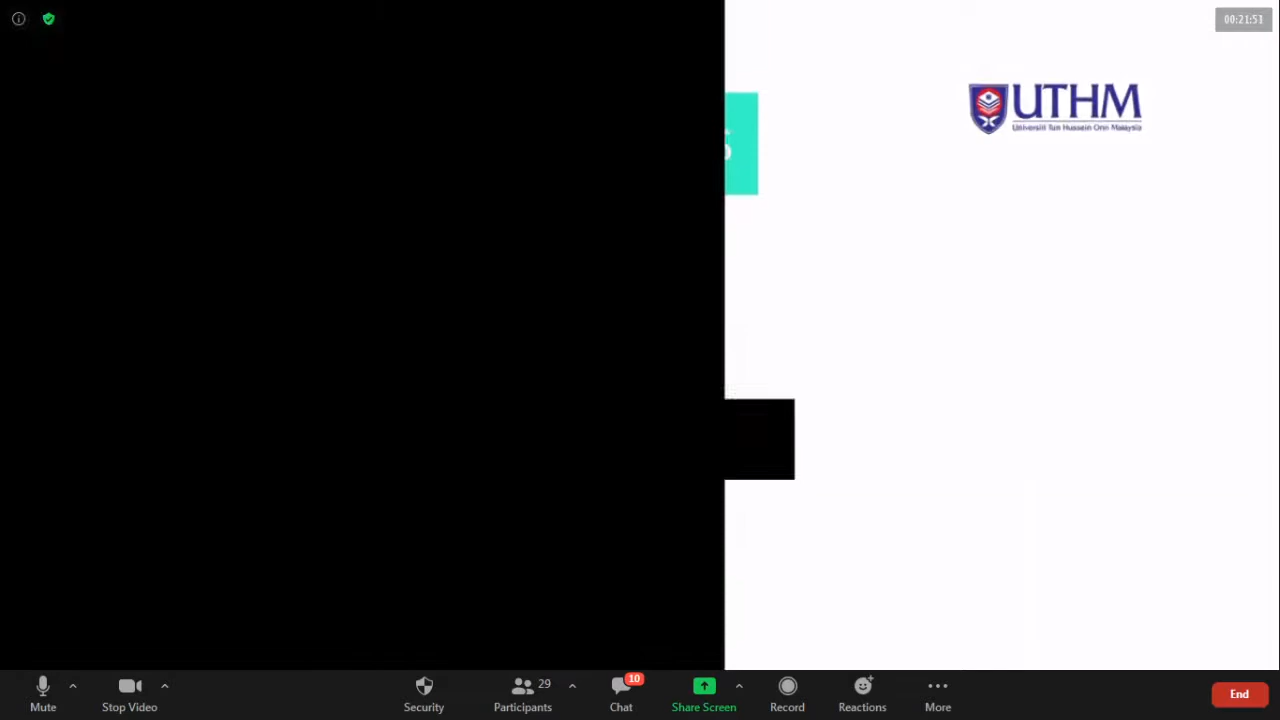 00:21:51
UTHM
Universiti Tun Hussein Onn Malaysia
Mute
Stop Video
Security
29
Participants
10
Chat
Share Screen
Record
Reactions
More
End